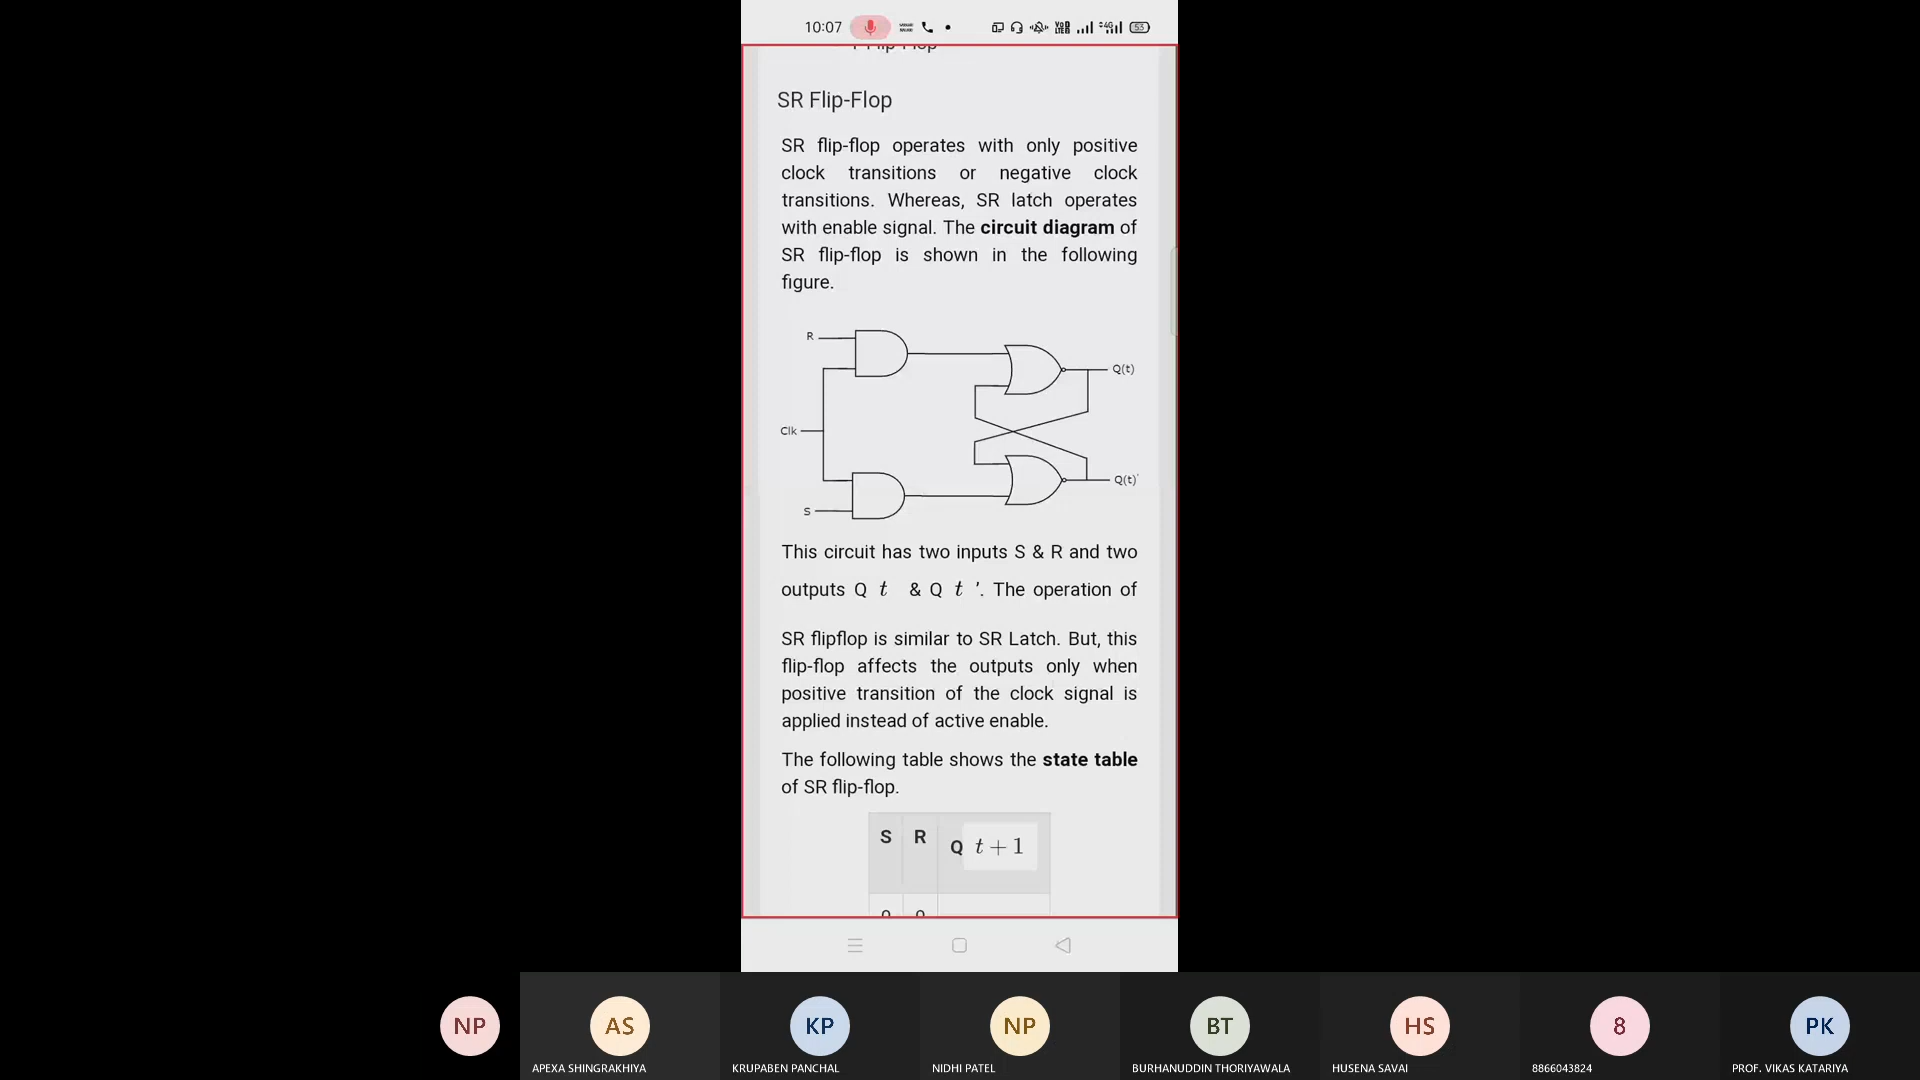 10:07
53
SR Flip-Flop
SR flip-flop operates with only positive
clock transitions or negative clock
transitions. Whereas, SR latch operates
with enable signal. The circuit diagram of
SR flip-flop is shown in the following
figure.
R
Q(t)
Clk
Q(t)'
S
This circuit has two inputs S & R and two
outputs Q t & Q t ’. The operation of
SR flipflop is similar to SR Latch. But, this
flip-flop affects the outputs only when
positive transition of the clock signal is
applied instead of active enable.
The following table shows the state table
of SR flip-flop.
S R Q t + 1
0 0
NP AS KP NP BT HS 8 PK
APEXA SHINGRAKHIYA KRUPABEN PANCHAL NIDHI PATEL BURHANUDDIN THORIYAWALA HUSENA SAVAI 8866043824 PROF. VIKAS KATARIYA